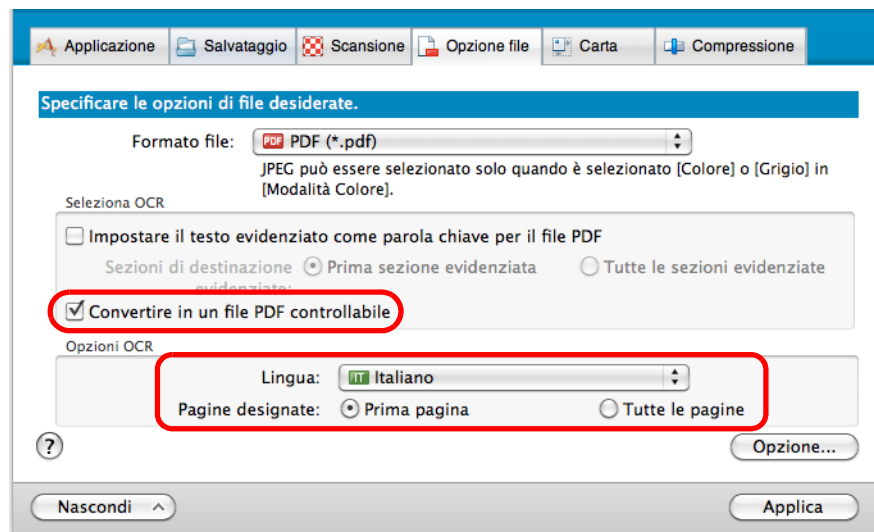 Applicazione Salvataggio Scansione Opzione file Carta Compressione
Specificare le opzioni di file desiderate.
Formato file: PDF PDF (*.pdf)
JPEG può essere selezionato solo quando è selezionato [Colore] o [Grigio] in
[Modalità Colore].
Seleziona OCR
Impostare il testo evidenziato come parola chiave per il file PDF
Sezioni di destinazione Prima sezione evidenziata Tutte le sezioni evidenziate
evidenziate:
Convertire in un file PDF controllabile
Opzioni OCR
Lingua: IT Italiano
Pagine designate: Prima pagina Tutte le pagine
? Opzione...
Nascondi Applica